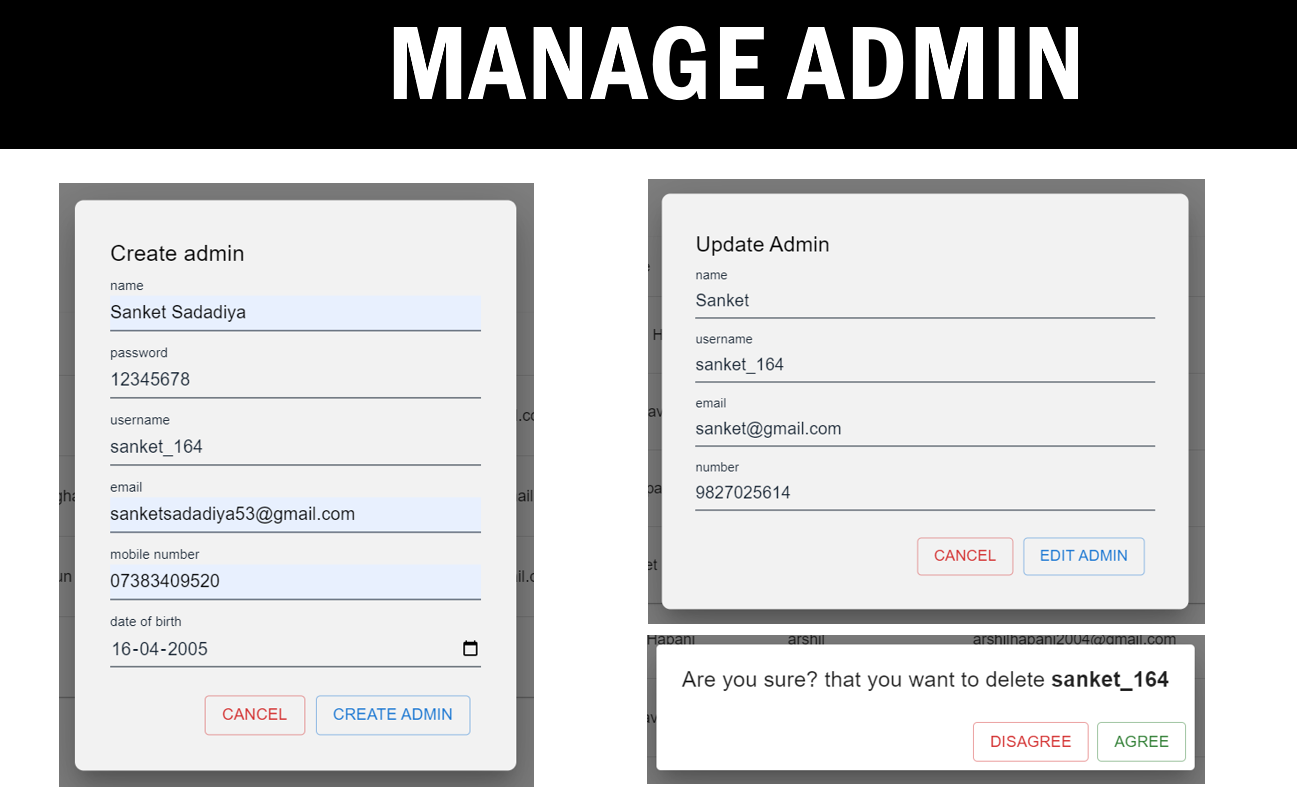 MANAGE ADMIN
Create admin
name
Sanket Sadadiya
password
12345678
username
sanket_164
email
sanketsadadiya53@gmail.com
mobile number
07383409520
date of birth
16-04-2005
CANCEL CREATE ADMIN
Update Admin
name
Sanket
username
sanket_164
email
sanket@gmail.com
number
9827025614
CANCEL EDIT ADMIN
Habani arshil arshilhabani2004@gmail.com
Are you sure? that you want to delete sanket_164
DISAGREE AGREE